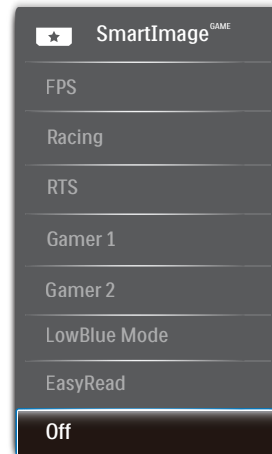 SmartImage GAME
FPS
Racing
RTS
Gamer 1
Gamer 2
LowBlue Mode
EasyRead
Off